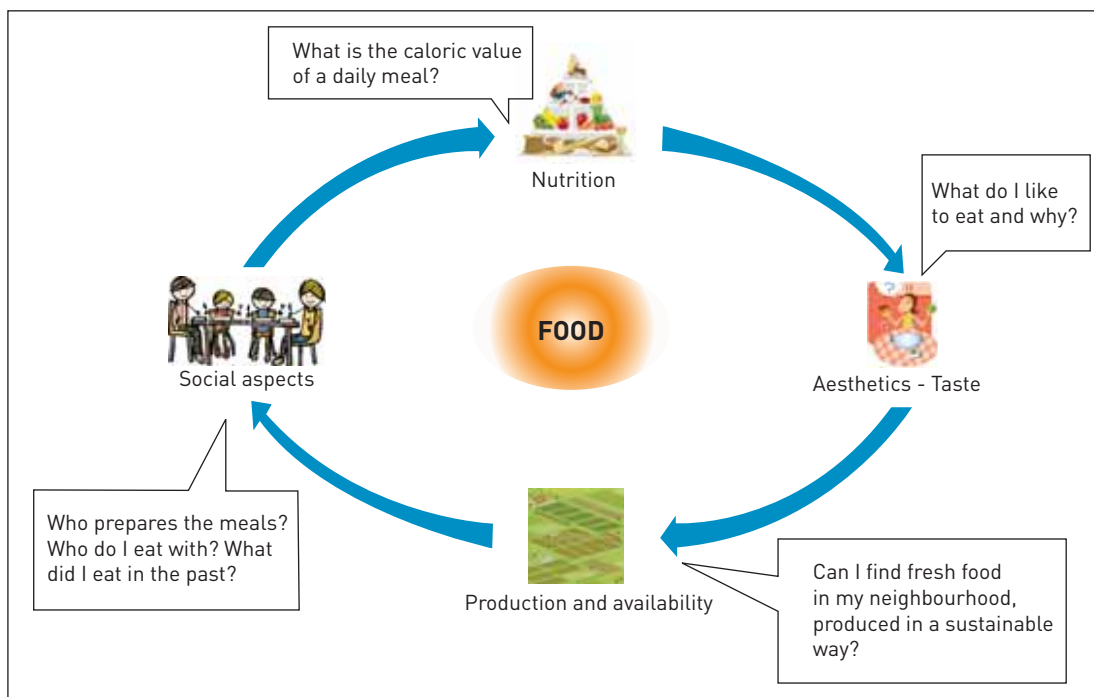 What is the caloric value
of a daily meal?
Nutrition
What do I like
to eat and why?
FOOD
Social aspects
Aesthetics - Taste
Who prepares the meals?
Who do I eat with? What
did I eat in the past?
Production and availability
Can I find fresh food
in my neighbourhood,
produced in a sustainable
way?